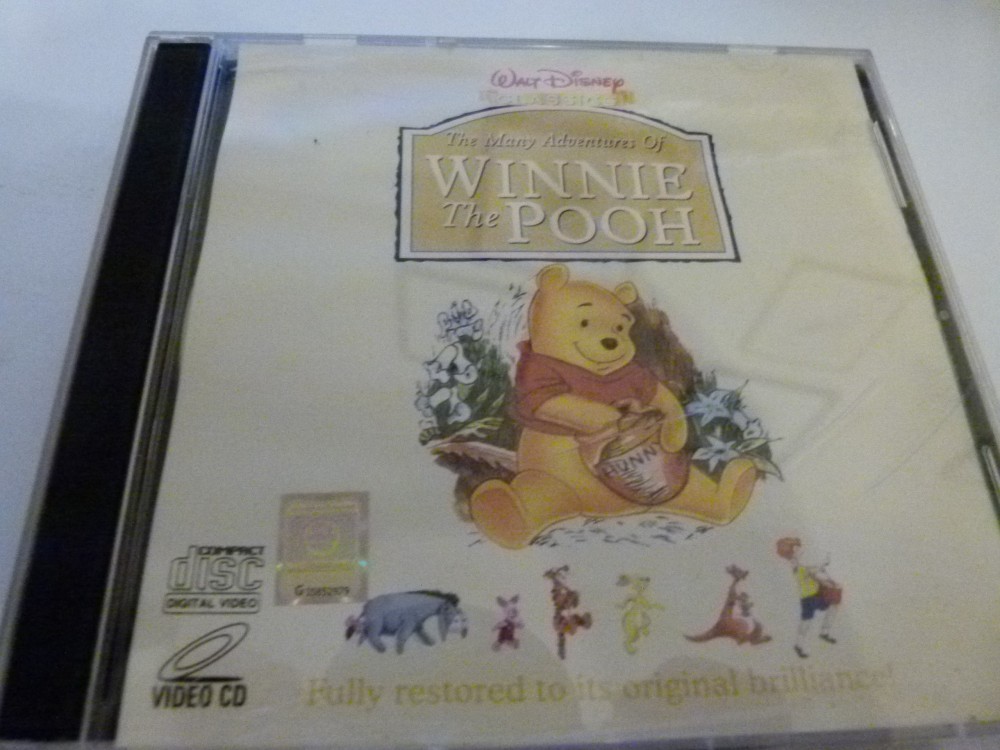 WALT DISNEY
The Many Adventures Of
WINNIE
The POOH
HUNNY
COMPACT
disc
DIGITAL VIDEO
VIDEO CD
Fully restored to its original brilliance!